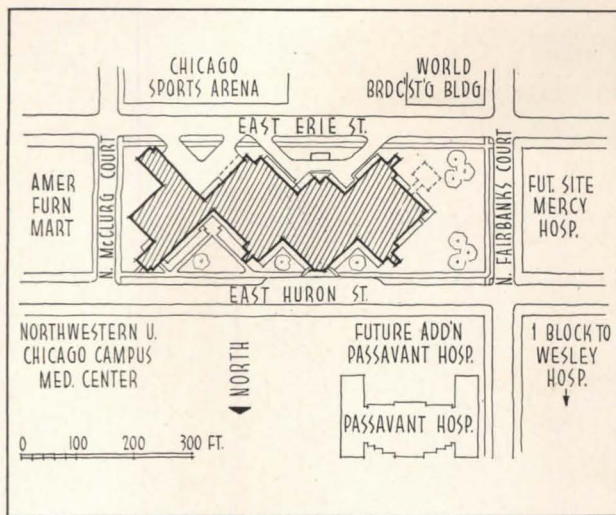 CHICAGO
SPORTS ARENA
WORLD
BRDC'ST'G BLDG
EAST ERIE ST.
AMER
FURN
MART
N. McCLURG COURT
N. FAIRBANKS COURT
FUT. SITE
MERCY
HOSP.
EAST HURON ST.
NORTHWESTERN U.
CHICAGO CAMPUS
MED. CENTER
NORTH
FUTURE ADD'N
PASSAVANT HOSP.
1 BLOCK TO
WESLEY
HOSP.
PASSAVANT HOSP.
0 100 200 300 FT.